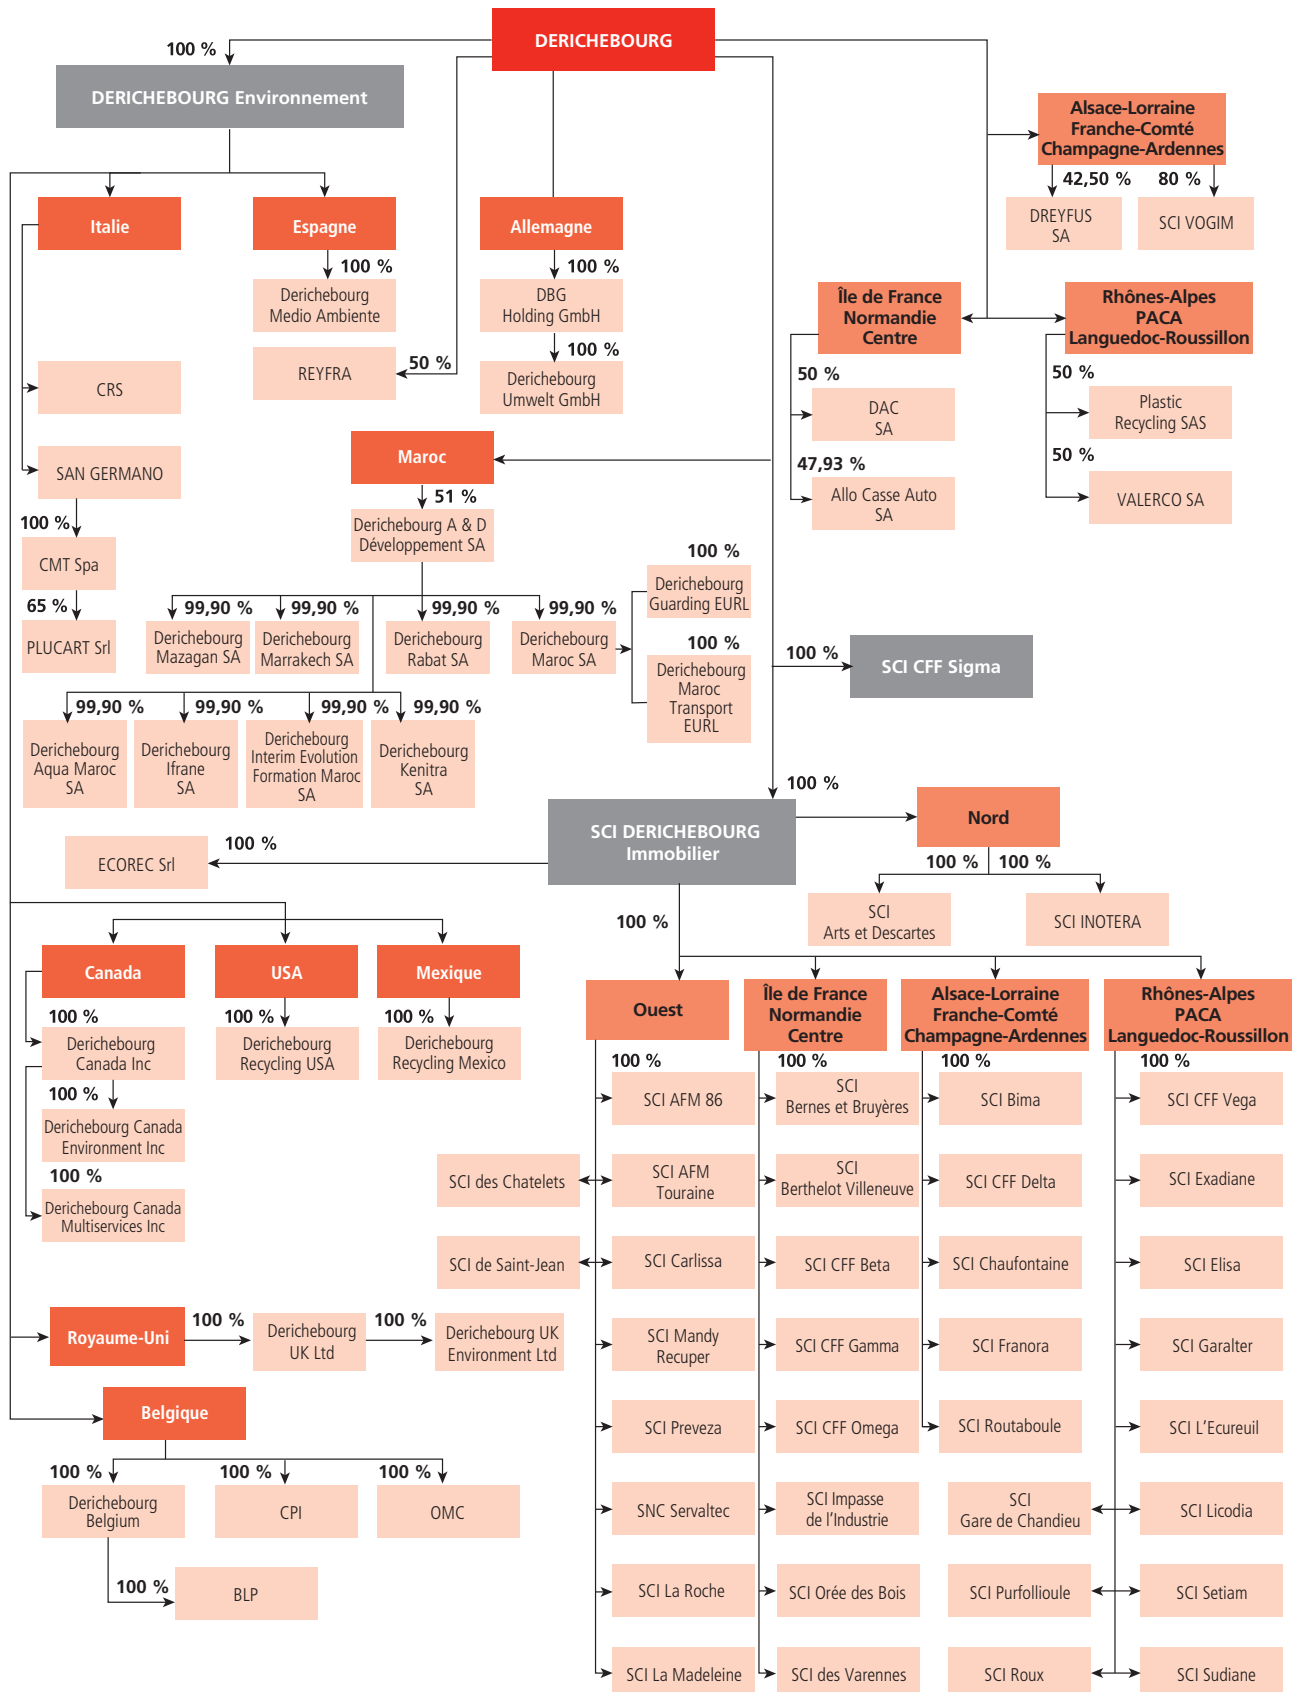 DERICHEBOURG
100 %
DERICHEBOURG Environnement
Alsace-Lorraine
Franche-Comté
Champagne-Ardennes
42,50 %
80 %
DREYFUS
SA
SCI VOGIM
Italie
Espagne
Allemagne
100 %
Derichebourg
Medio Ambiente
REYFRA
50 %
100 %
DBG
Holding GmbH
100 %
Derichebourg
Umwelt GmbH
CRS
SAN GERMANO
100 %
CMT Spa
65 %
PLUCART Srl
Île de France
Normandie
Centre
50 %
DAC
SA
47,93 %
Allo Casse Auto
SA
Rhônes-Alpes
PACA
Languedoc-Roussillon
50 %
Plastic
Recycling SAS
50 %
VALERCO SA
Maroc
51 %
Derichebourg A & D
Développement SA
99,90 %
Derichebourg
Mazagan SA
99,90 %
Derichebourg
Marrakech SA
99,90 %
Derichebourg
Rabat SA
99,90 %
Derichebourg
Maroc SA
100 %
Derichebourg
Guarding EURL
100 %
Derichebourg
Maroc
Transport
EURL
99,90 %
Derichebourg
Aqua Maroc
SA
99,90 %
Derichebourg
Ifrane
SA
99,90 %
Derichebourg
Interim Evolution
Formation Maroc
SA
99,90 %
Derichebourg
Kenitra
SA
100 %
SCI CFF Sigma
100 %
SCI DERICHEBOURG
Immobilier
100 %
ECOREC Srl
Nord
100 %
100 %
SCI
Arts et Descartes
SCI INOTERA
100 %
Canada
USA
Mexique
100 %
Derichebourg
Canada Inc
100 %
Derichebourg Canada
Environment Inc
100 %
Derichebourg Canada
Multiservices Inc
100 %
Derichebourg
Recycling USA
100 %
Derichebourg
Recycling Mexico
Royaume-Uni
100 %
Derichebourg
UK Ltd
100 %
Derichebourg UK
Environment Ltd
Belgique
100 %
Derichebourg
Belgium
100 %
CPI
100 %
OMC
100 %
BLP
Ouest
100 %
SCI AFM 86
SCI des Chatelets
SCI AFM
Touraine
SCI de Saint-Jean
SCI Carlissa
SCI Mandy
Recuper
SCI Preveza
SNC Servaltec
SCI La Roche
SCI La Madeleine
Île de France
Normandie
Centre
100 %
SCI
Bernes et Bruyères
SCI
Berthelot Villeneuve
SCI CFF Beta
SCI CFF Gamma
SCI CFF Omega
SCI Impasse
de l'Industrie
SCI Orée des Bois
SCI des Varennes
Alsace-Lorraine
Franche-Comté
Champagne-Ardennes
100 %
SCI Bima
SCI CFF Delta
SCI Chaufontaine
SCI Franora
SCI Routaboule
SCI
Gare de Chandieu
SCI Purfollioule
SCI Roux
Rhônes-Alpes
PACA
Languedoc-Roussillon
100 %
SCI CFF Vega
SCI Exadiane
SCI Elisa
SCI Garalter
SCI L'Ecureuil
SCI Licodia
SCI Setiam
SCI Sudiane